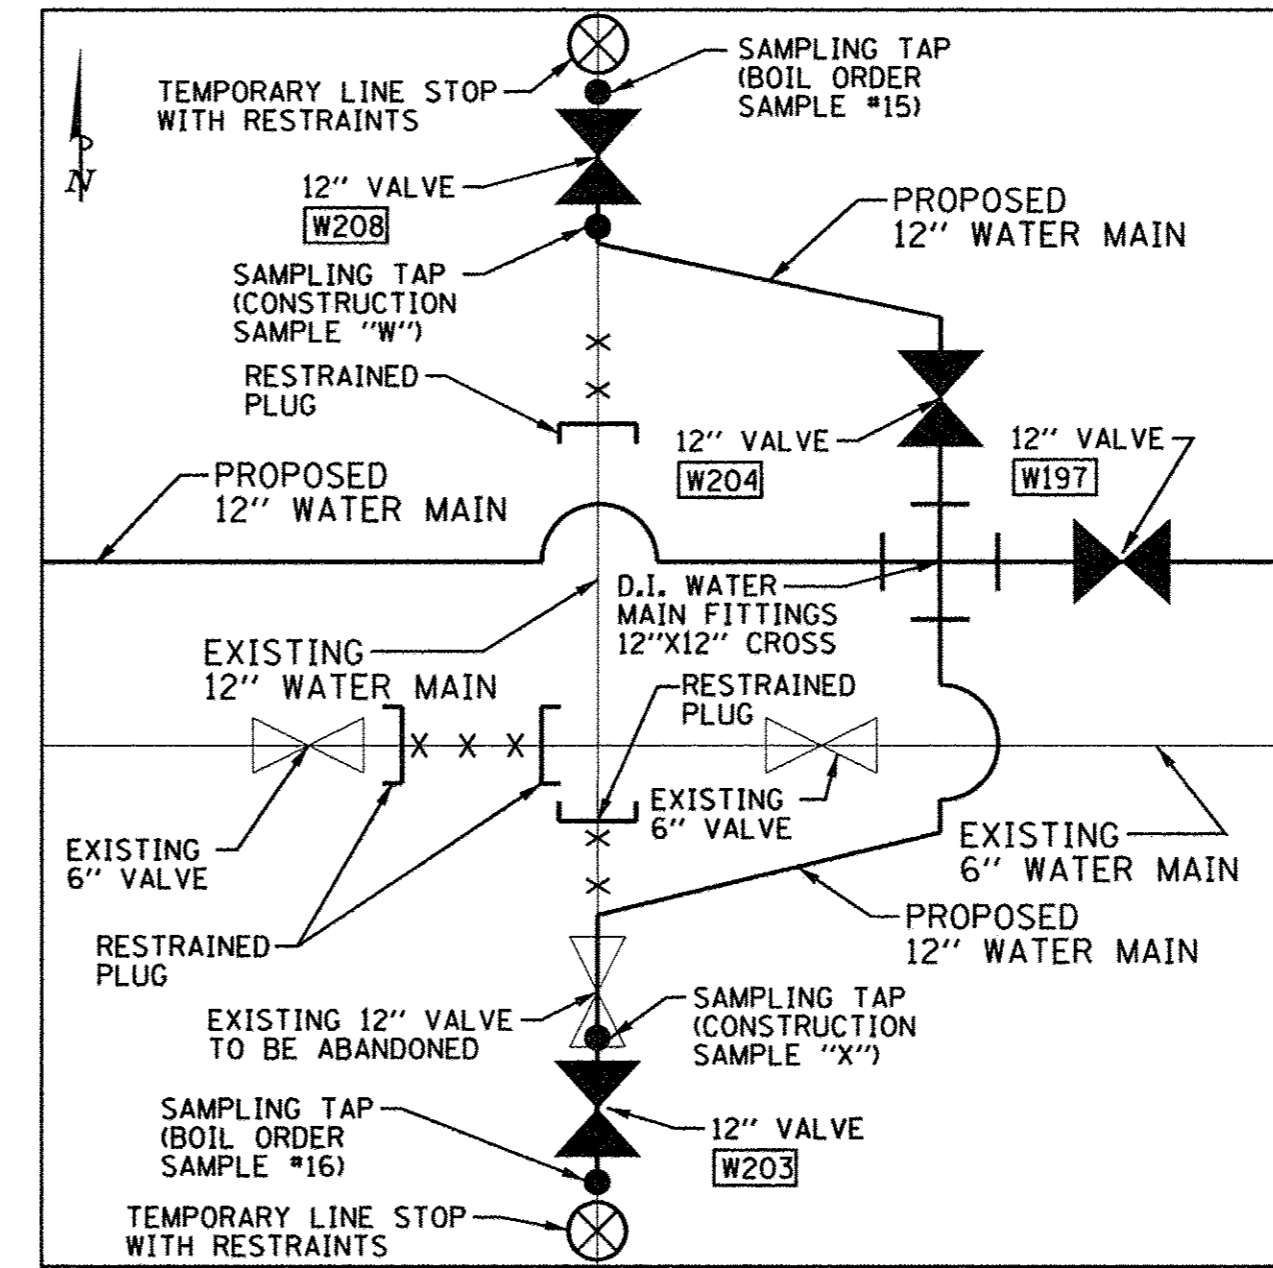 SAMPLING TAP
(BOIL ORDER
SAMPLE #15)
TEMPORARY LINE STOP
WITH RESTRAINTS
N
12" VALVE
W208
PROPOSED
12" WATER MAIN
SAMPLING TAP
(CONSTRUCTION
SAMPLE "W")
RESTRAINED
PLUG
12" VALVE
W204
12" VALVE
W197
PROPOSED
12" WATER MAIN
D.I. WATER
MAIN FITTINGS
12"X12" CROSS
EXISTING
12" WATER MAIN
RESTRAINED
PLUG
EXISTING
6" VALVE
EXISTING
6" VALVE
EXISTING
6" WATER MAIN
PROPOSED
12" WATER MAIN
RESTRAINED
PLUG
EXISTING 12" VALVE
TO BE ABANDONED
SAMPLING TAP
(CONSTRUCTION
SAMPLE "X")
SAMPLING TAP
(BOIL ORDER
SAMPLE #16)
12" VALVE
W203
TEMPORARY LINE STOP
WITH RESTRAINTS